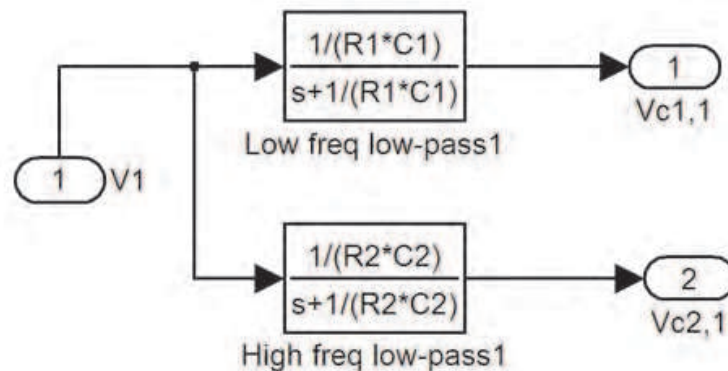 1/(R1*C1)
s+1/(R1*C1)
Low freq low-pass1
1
Vc1,1
1
V1
1/(R2*C2)
s+1/(R2*C2)
High freq low-pass1
2
Vc2,1